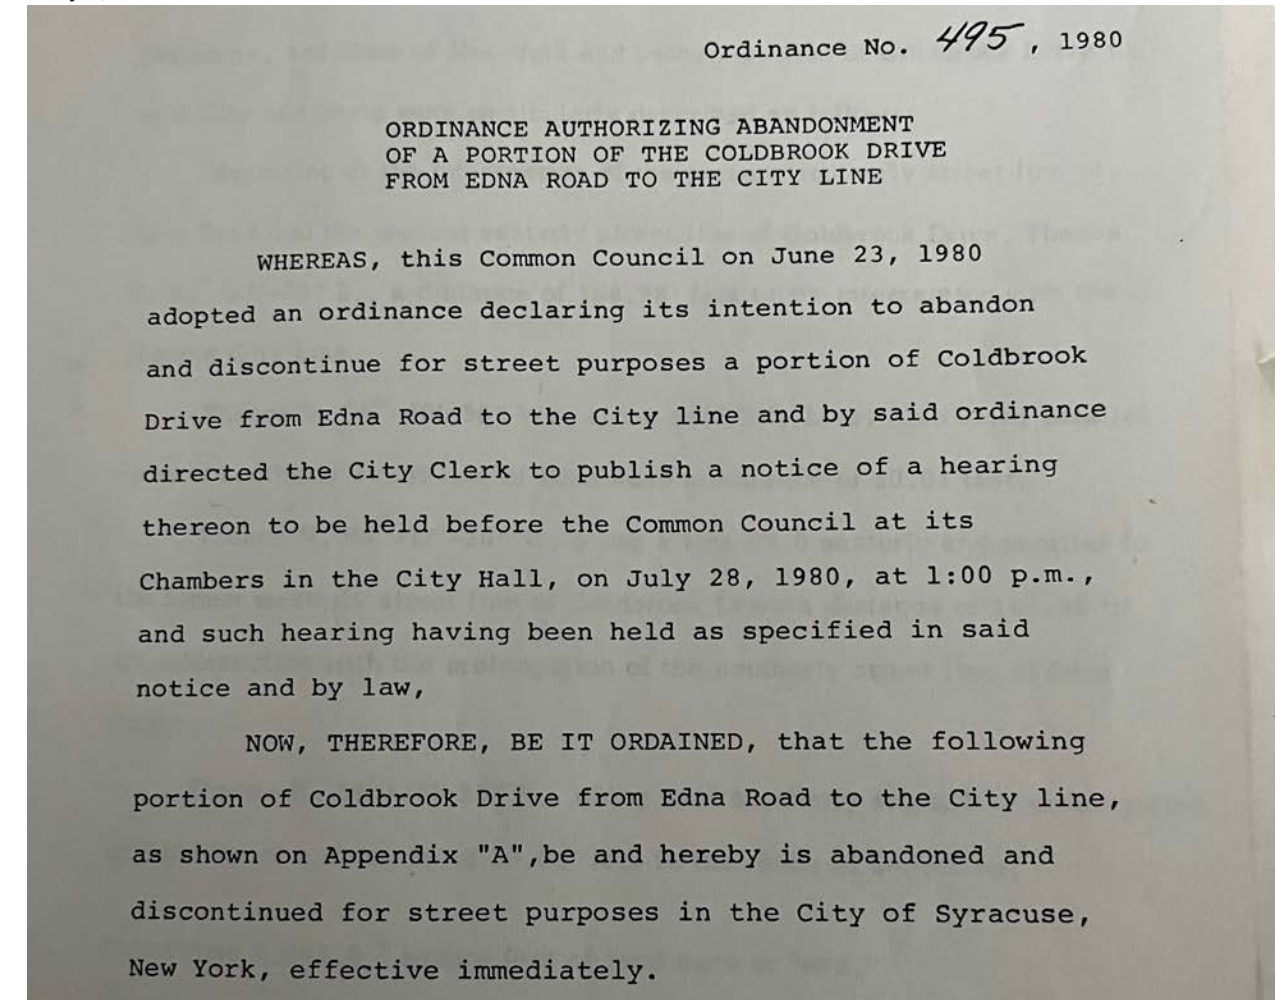 Ordinance No. 495, 1980
ORDINANCE AUTHORIZING ABANDONMENT
OF A PORTION OF THE COLDBROOK DRIVE
FROM EDNA ROAD TO THE CITY LINE
WHEREAS, this Common Council on June 23, 1980
adopted an ordinance declaring its intention to abandon
and discontinue for street purposes a portion of Coldbrook
Drive from Edna Road to the City line and by said ordinance
directed the City Clerk to publish a notice of a hearing
thereon to be held before the Common Council at its
Chambers in the City Hall, on July 28, 1980, at 1:00 p.m.,
and such hearing having been held as specified in said
notice and by law,
NOW, THEREFORE, BE IT ORDAINED, that the following
portion of Coldbrook Drive from Edna Road to the City line,
as shown on Appendix "A",be and hereby is abandoned and
discontinued for street purposes in the City of Syracuse,
New York, effective immediately.